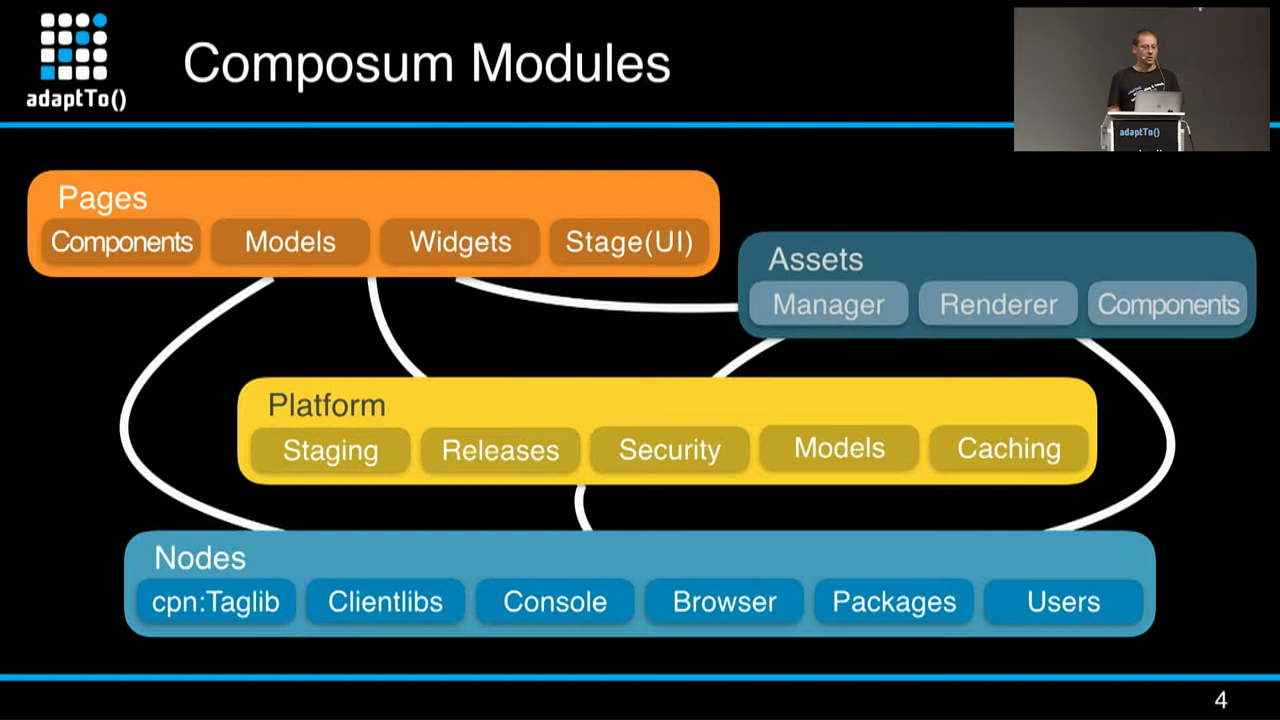 adaptTo()
Composum Modules
adaptTo()
Pages
Components Models Widgets Stage(UI)
Assets
Manager Renderer Components
Platform
Staging Releases Security Models Caching
Nodes
cpn:Taglib Clientlibs Console Browser Packages Users
4